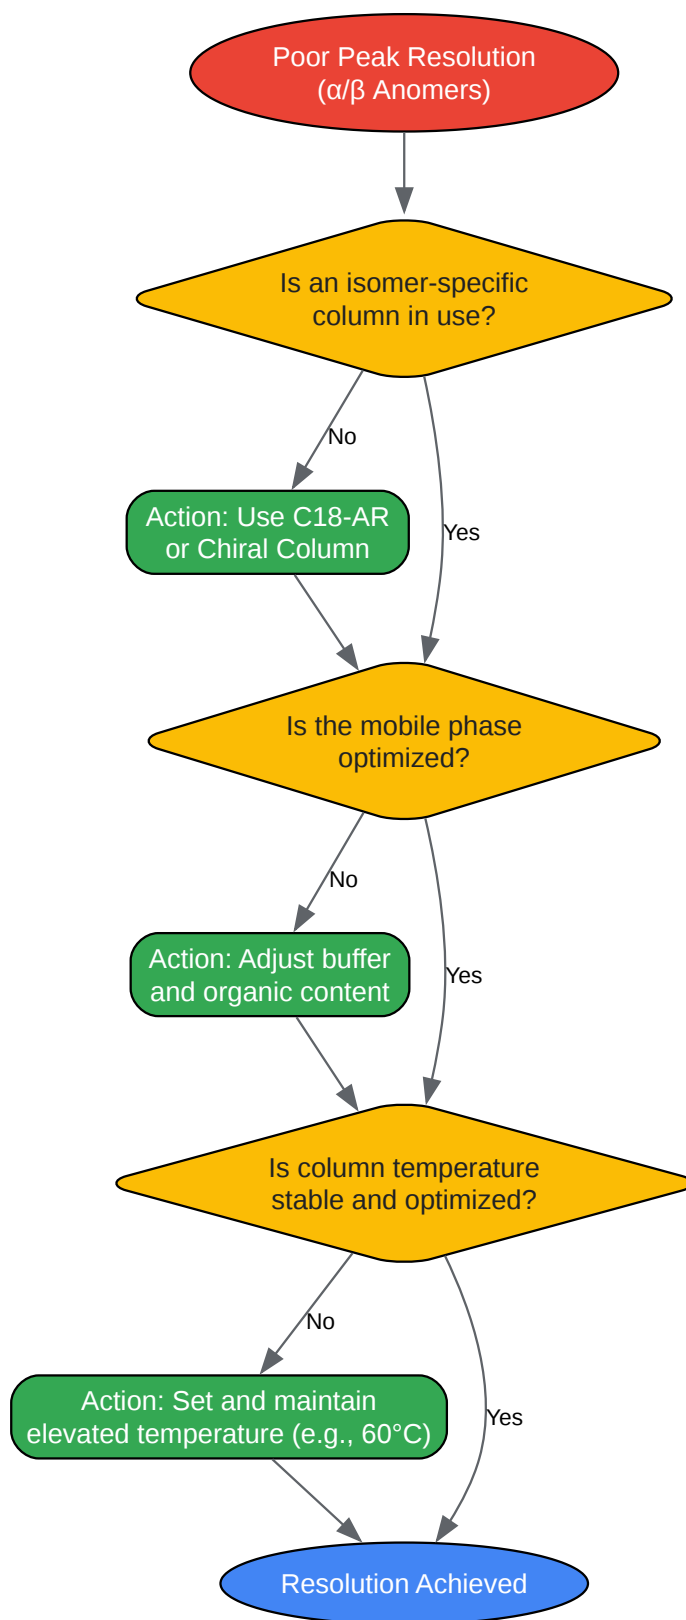 Poor Peak Resolution
(α/β Anomers)
Is an isomer-specific
column in use?
No
Action: Use C18-AR
or Chiral Column
Yes
Is the mobile phase
optimized?
No
Action: Adjust buffer
and organic content
Yes
Is column temperature
stable and optimized?
No
Action: Set and maintain
elevated temperature (e.g., 60°C)
Yes
Resolution Achieved